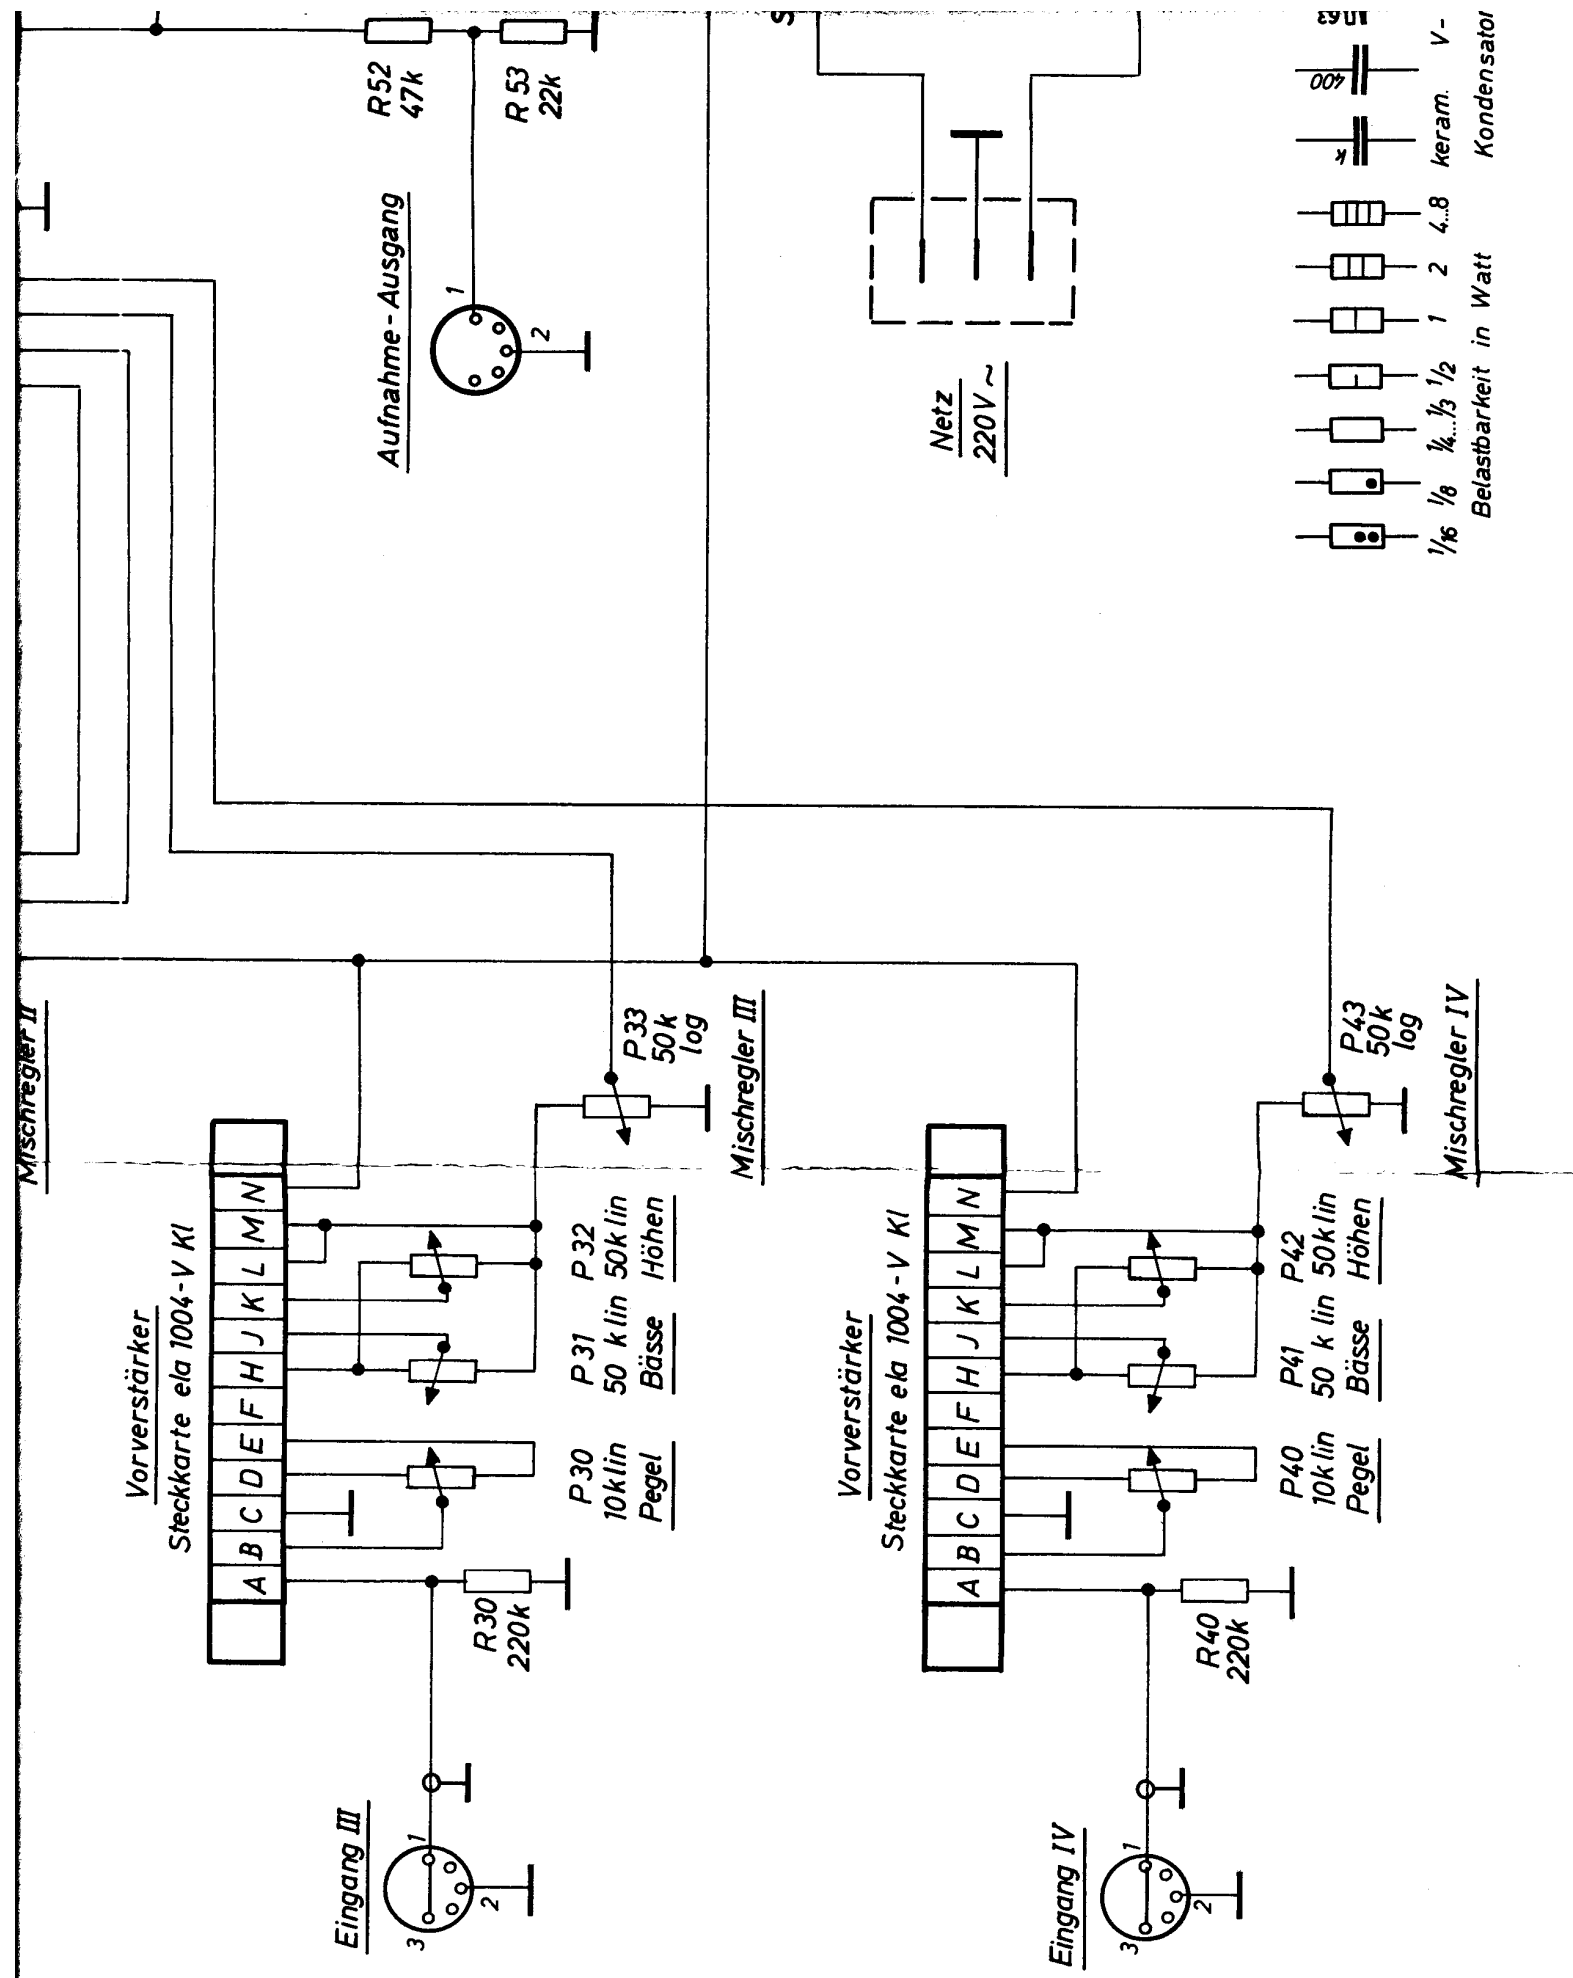 R52
47k
R53
22k
Aufnahme-Ausgang
1
2
Netz
220V~
400
k
keram. V-
Kondensator
1/16 1/8 1/4...1/3 1/2 1 2 4...8
Belastbarkeit in Watt
Mischregler II
Vorverstärker
Steckkarte ela 1004-V Kl
A B C D E F H J K L M N
Eingang III
3
1
2
R30
220k
P30
10k lin
Pegel
P31
50 k lin
Bässe
P32
50k lin
Höhen
P33
50k
log
Mischregler III
Vorverstärker
Steckkarte ela 1004-V Kl
A B C D E F H J K L M N
Eingang IV
3
1
2
R40
220k
P40
10k lin
Pegel
P41
50 k lin
Bässe
P42
50k lin
Höhen
P43
50k
log
Mischregler IV